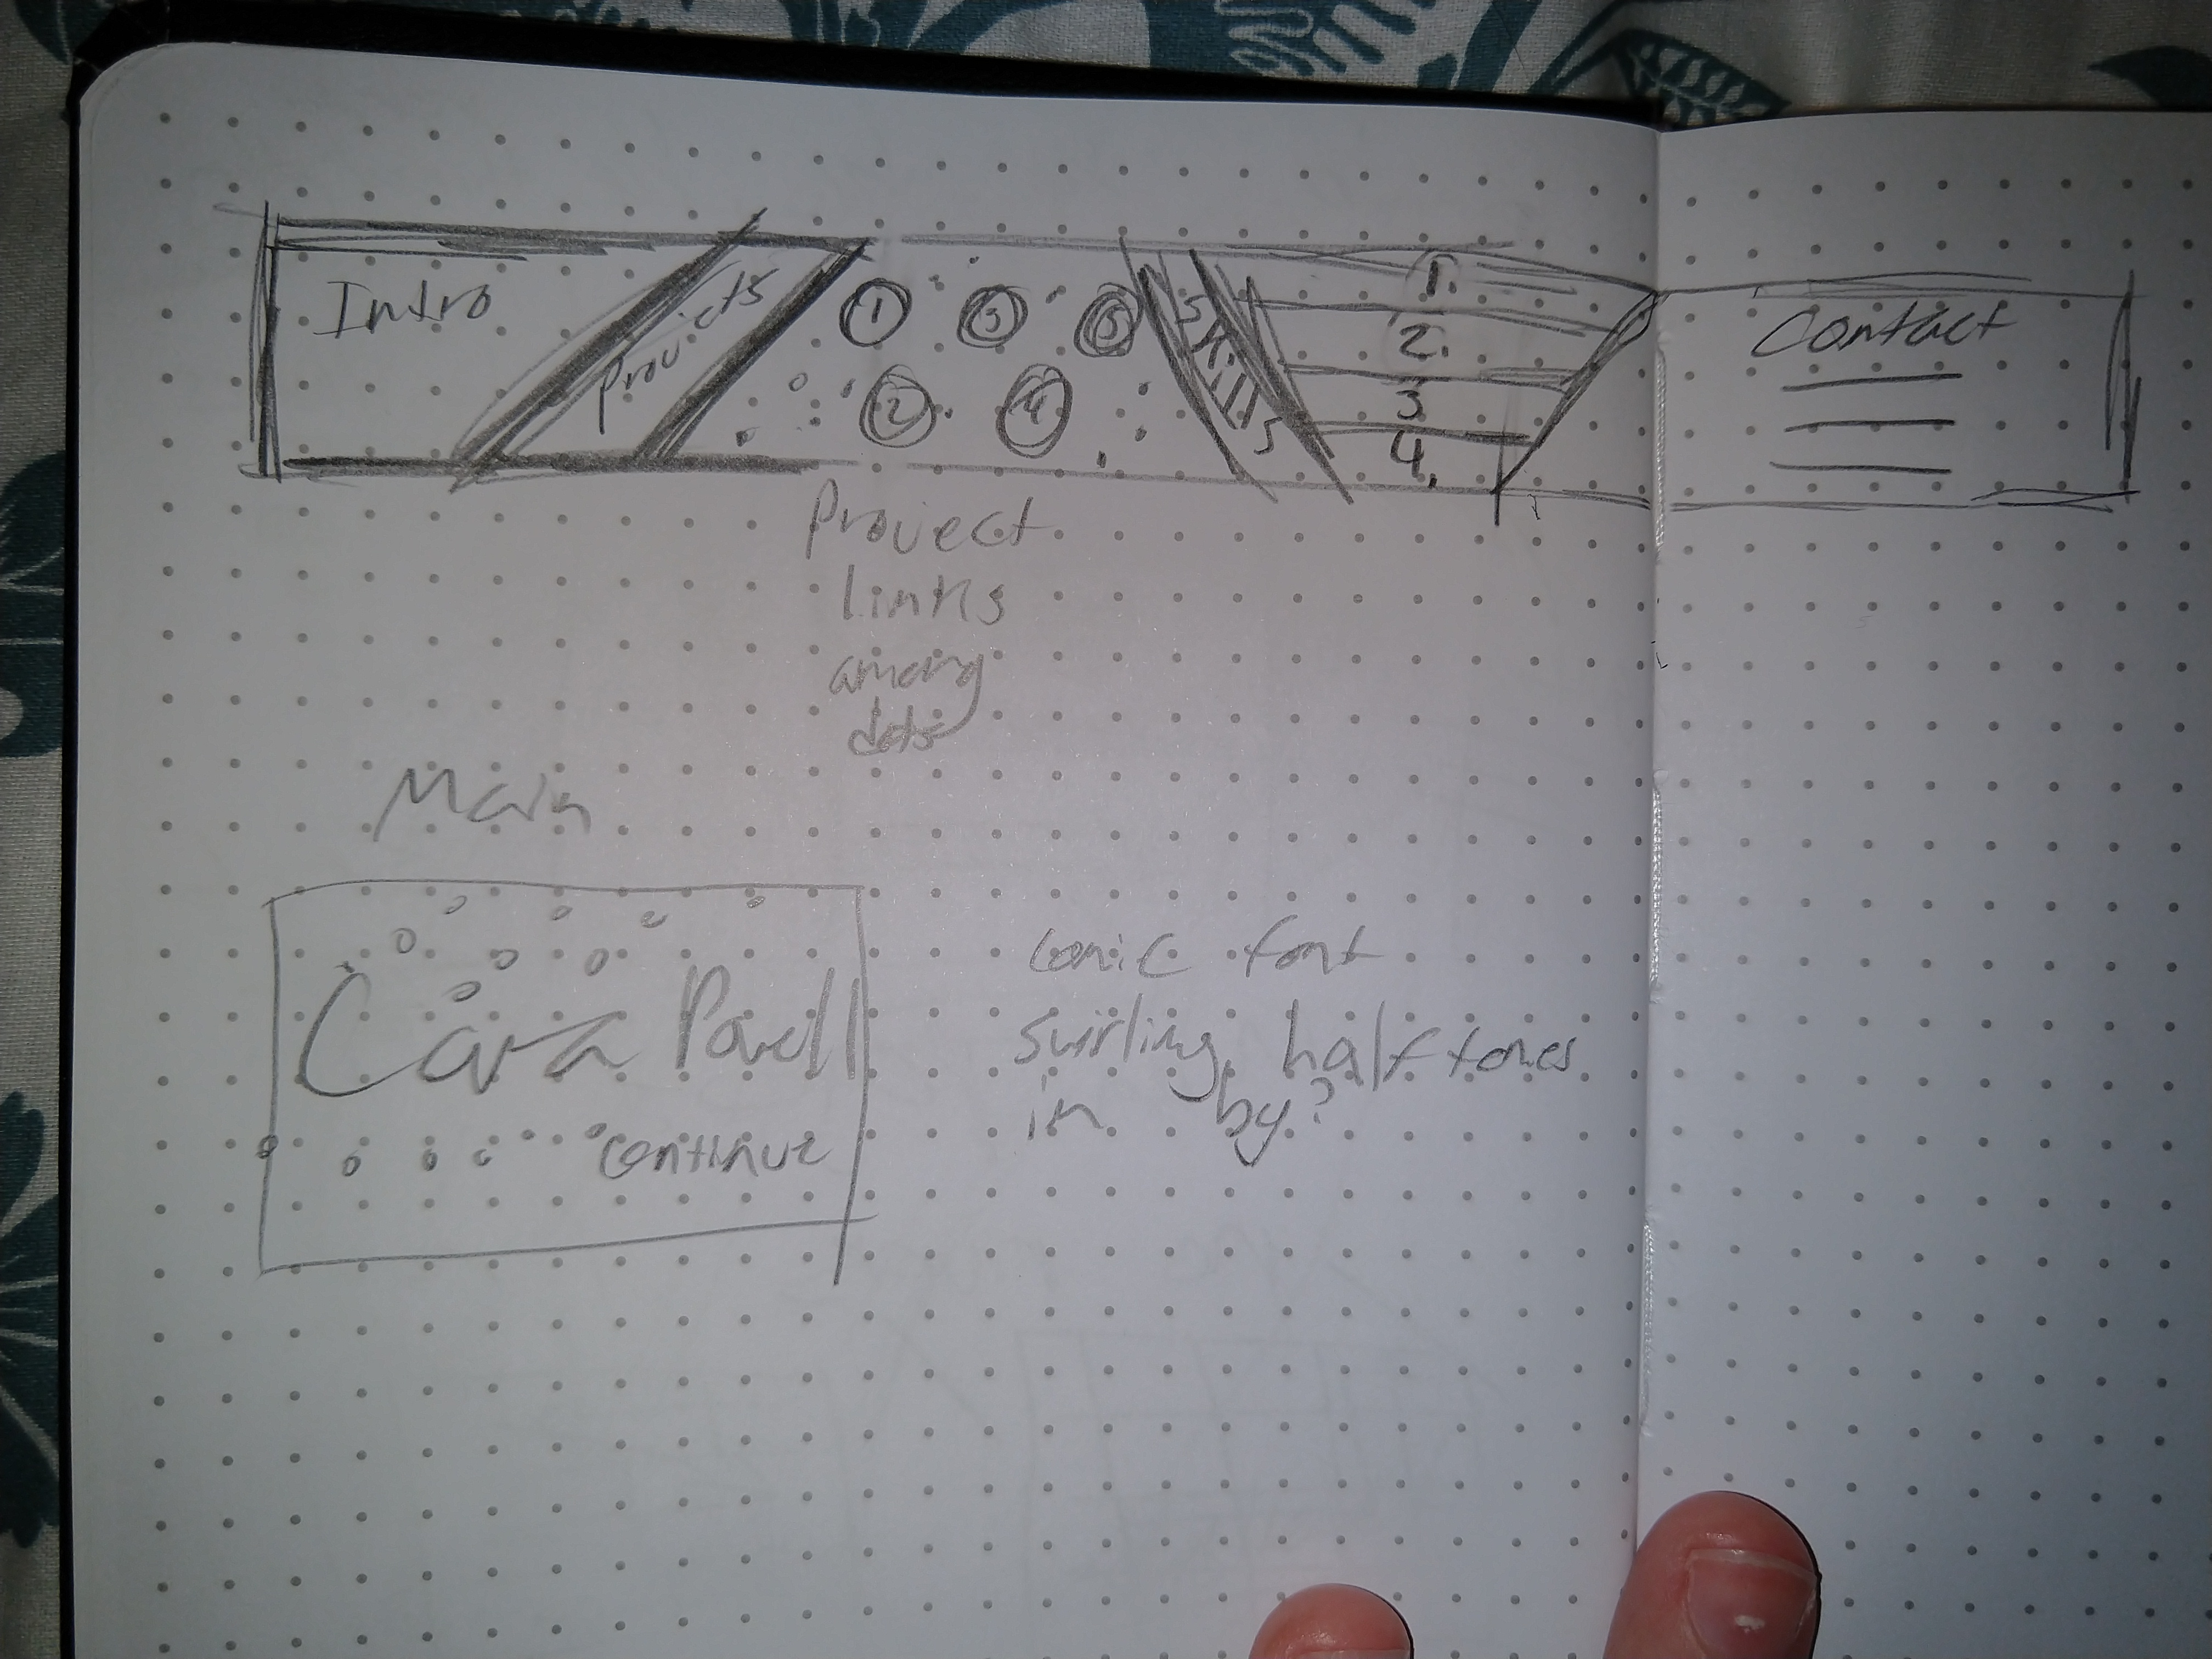 Intro
Projects
1
3
5
2
4
1.
2.
3
4.
Contact
Project
links
among
dots
Main
Cara Powell
continue
comic font
swirling halftones
in by?